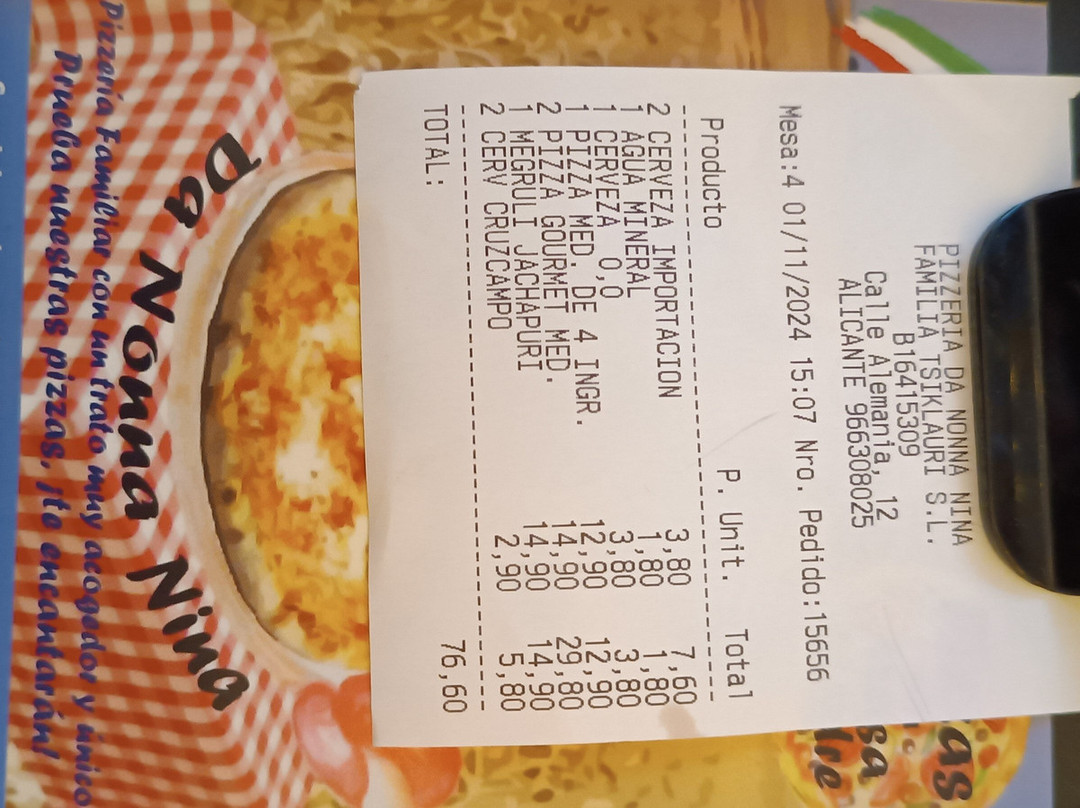 PIZZERIA DA NONNA NINA
FAMILIA TSIKLAURI S.L.,
B16415309
Calle Alemania, 12
ALICANTE 966308025
Mesa:4 01/11/2024 15:07 Nro. Pedido:15656
Producto P. Unit. Total
2 CERVEZA IMPORTACION 3,80 7,60
1 AGUA MINERAL 1,80 1,80
1 CERVEZA 0,0 3,80 3,80
1 PIZZA MED. DE 4 INGR. 12,90 12,90
2 PIZZA GOURMET MED. 14,90 29,80
1 MEGRULI JACHAPURI 14,90 14,90
2 CERV CRUZCAMPO 2,90 5,80
TOTAL: 76,60
Da Nonna Nina
Pizzería Familiar con un trato muy acogedor y único
Prueba nuestras pizzas, ¡te encantarán!